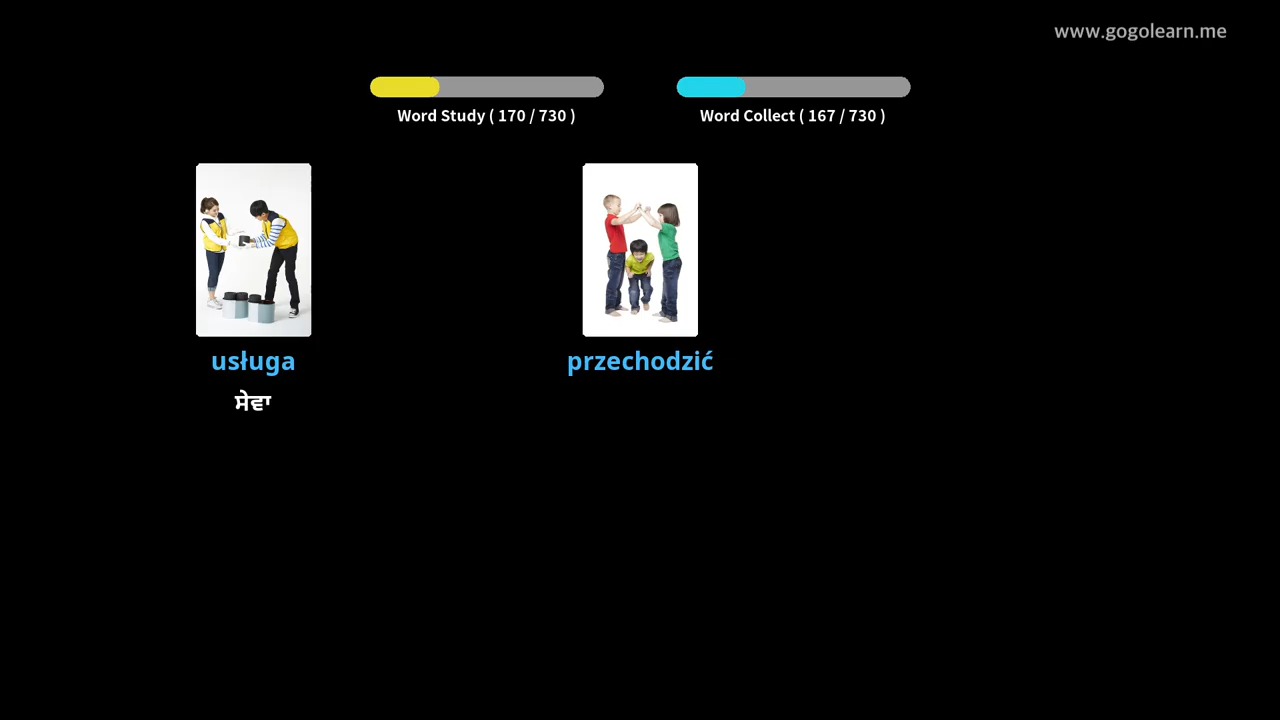 www.gogolearn.me
Word Study ( 170 / 730 )
Word Collect ( 167 / 730 )
usługa
przechodzić
ਸੇਵਾ